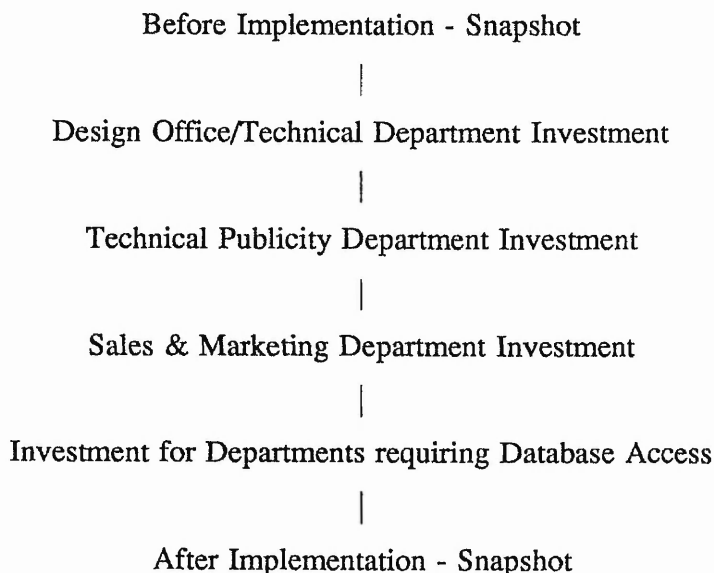 Before Implementation - Snapshot
Design Office/Technical Department Investment
Technical Publicity Department Investment
Sales & Marketing Department Investment
Investment for Departments requiring Database Access
After Implementation - Snapshot